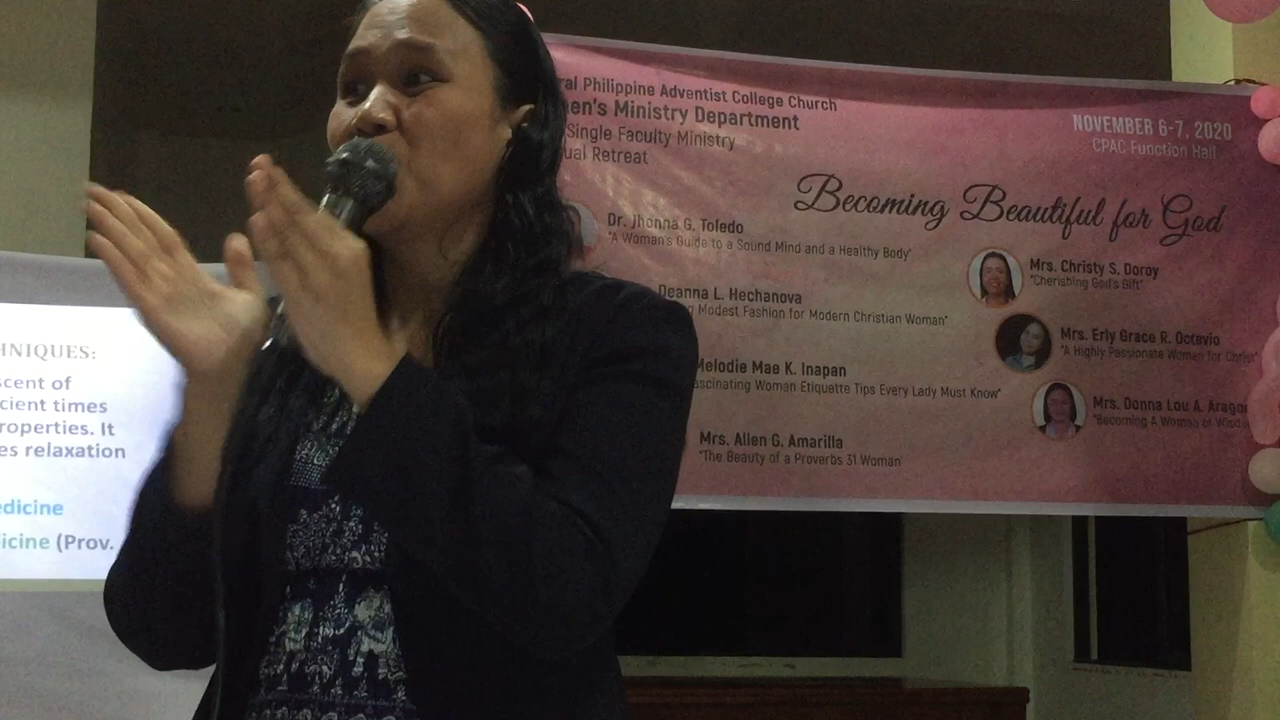 ral Philippine Adventist College Church
en's Ministry Department
Single Faculty Ministry
ual Retreat
NOVEMBER 6-7, 2020
CPAC Function Hall
Becoming Beautiful for God
Dr. Jhonna G. Toledo
"A Woman's Guide to a Sound Mind and a Healthy Body"
Deanna L. Hechanova
g Modest Fashion for Modern Christian Woman"
Melodie Mae K. Inapan
ascinating Woman Etiquette Tips Every Lady Must Know"
Mrs. Allen G. Amarilla
"The Beauty of a Proverbs 31 Woman"
Mrs. Christy S. Doroy
"Cherishing God's Gift"
Mrs. Erly Grace R. Octavio
"A Highly Passionate Women for Christ"
Mrs. Donna Lou A. Arago
"Becoming A Woman of Wisd
HNIQUES:
scent of
cient times
roperties. It
es relaxation
edicine
icine (Prov.